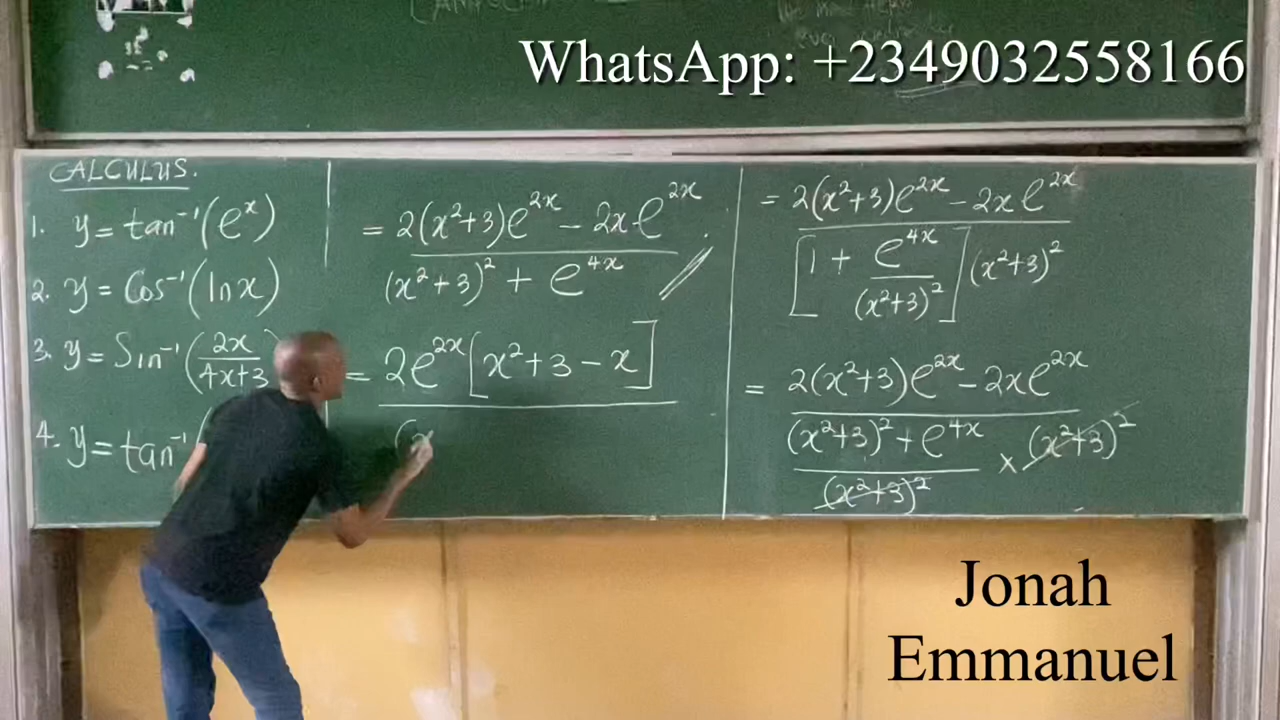 WhatsApp: +2349032558166
CALCULUS.
1. y = tan⁻¹(eˣ)
2. y = Cos⁻¹(lnx)
3. y = Sin⁻¹(2x/4x+3)
4. y = tan⁻¹(
= 2(x²+3)e²ˣ - 2xe²ˣ / (x²+3)² + e⁴ˣ
= 2e²ˣ[x²+3-x] / (x
= 2(x²+3)e²ˣ - 2xe²ˣ / [1 + e⁴ˣ/(x²+3)²](x²+3)²
= 2(x²+3)e²ˣ - 2xe²ˣ / (x²+3)² + e⁴ˣ / (x²+3)² × (x²+3)²
Jonah
Emmanuel